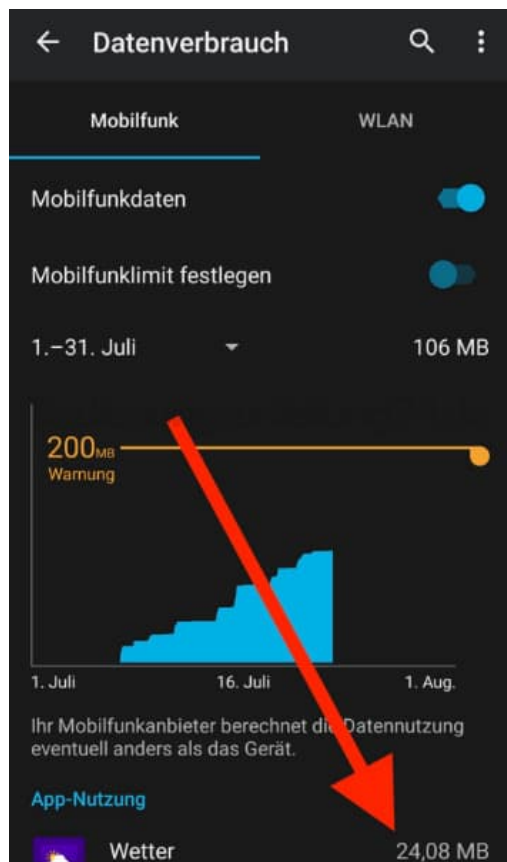 Datenverbrauch
Mobilfunk WLAN
Mobilfunkdaten
Mobilfunklimit festlegen
1.–31. Juli 106 MB
200MB
Warnung
1. Juli 16. Juli 1. Aug.
Ihr Mobilfunkanbieter berechnet die Datennutzung
eventuell anders als das Gerät.
App-Nutzung
Wetter 24,08 MB